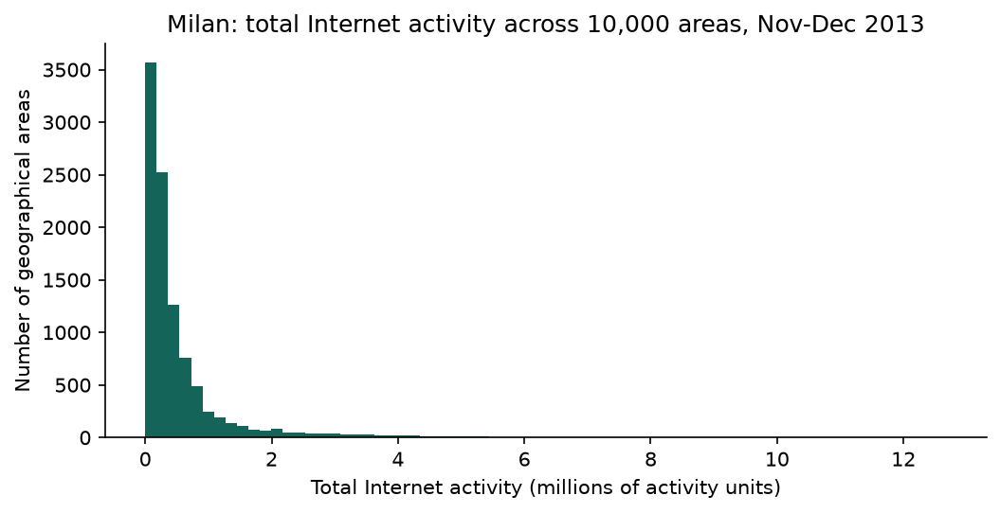 Milan: total Internet activity across 10,000 areas, Nov-Dec 2013
Number of geographical areas
3500
3000
2500
2000
1500
1000
500
0
0 2 4 6 8 10 12
Total Internet activity (millions of activity units)